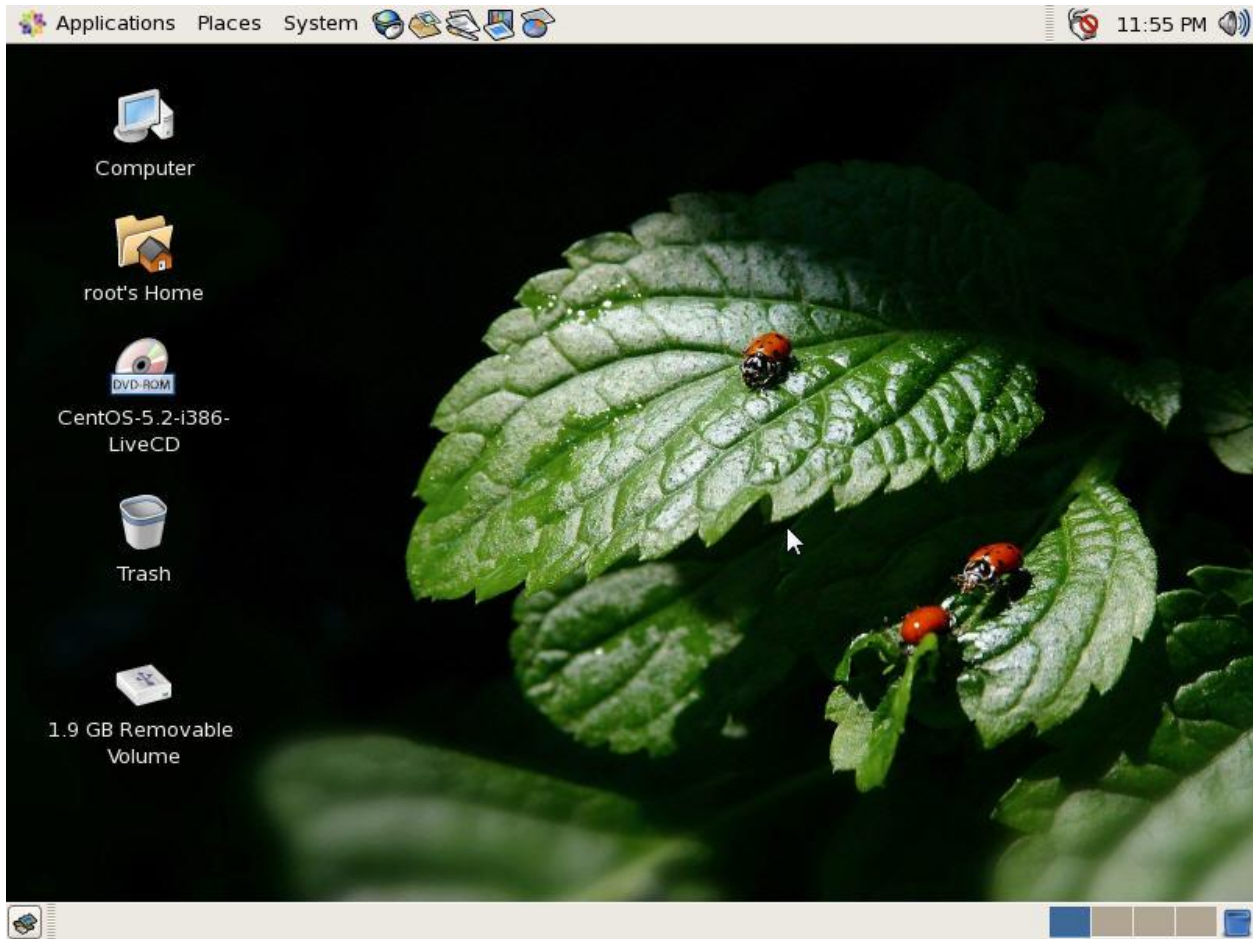 Applications Places System 11:55 PM
Computer
root's Home
DVD-ROM
CentOS-5.2-i386-
LiveCD
Trash
1.9 GB Removable
Volume